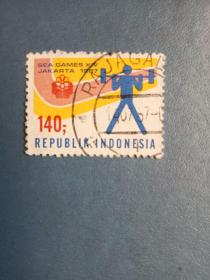 SEA GAMES XIV
JAKARTA 1987
140;
REPUBLIK INDONESIA